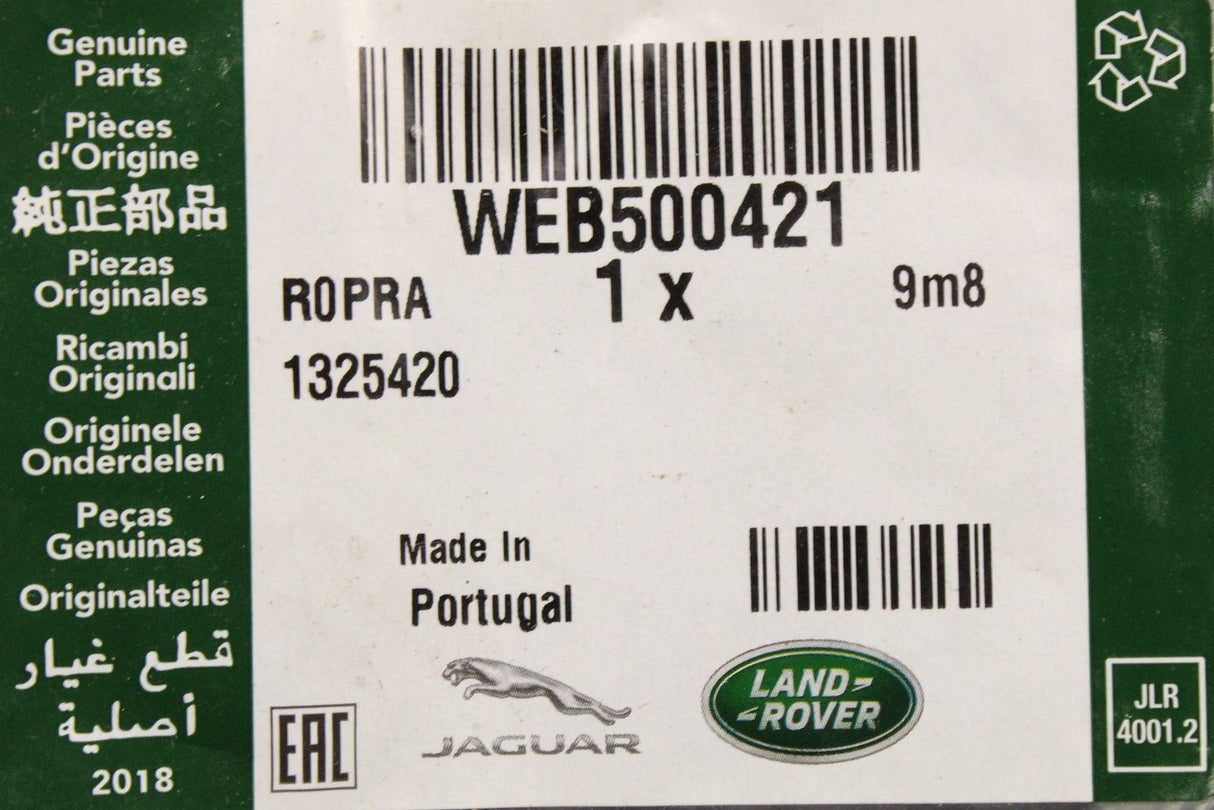 Genuine
Parts
Pièces
d'Origine
純正部品
Piezas
Originales
Ricambi
Originali
Originele
Onderdelen
Peças
Genuinas
Originalteile
قطع غيار
أصلية
2018
WEB500421
R0PRA 1 x 9m8
1325420
Made In
Portugal
EAC
JAGUAR
LAND
ROVER
JLR
4001.2